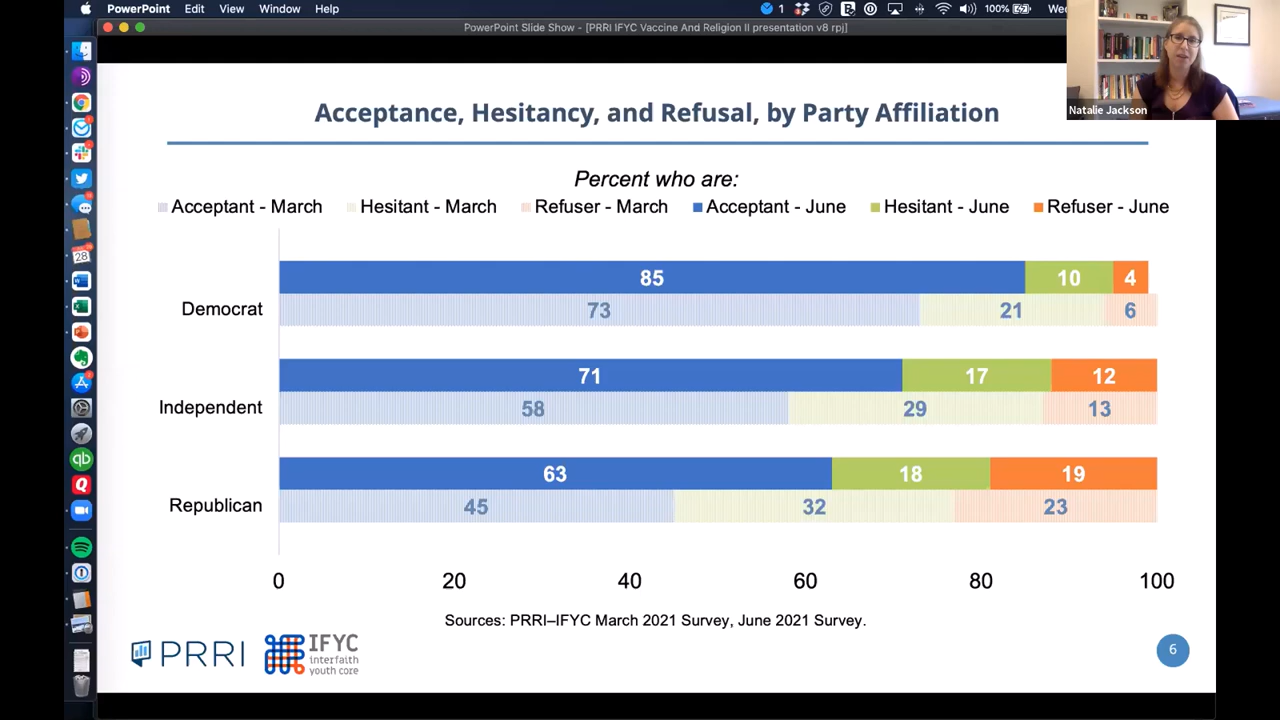 PowerPoint Edit View Window Help
1
100%
Wed
PowerPoint Slide Show - [PRRI IFYC Vaccine And Religion II presentation v8 rpj]
Natalie Jackson
Acceptance, Hesitancy, and Refusal, by Party Affiliation
Percent who are:
Acceptant - March Hesitant - March Refuser - March Acceptant - June Hesitant - June Refuser - June
85 10 4
Democrat
73 21 6
71 17 12
Independent
58 29 13
63 18 19
Republican
45 32 23
0 20 40 60 80 100
Sources: PRRI–IFYC March 2021 Survey, June 2021 Survey.
PRRI
IFYC
interfaith
youth core
6
28
qb